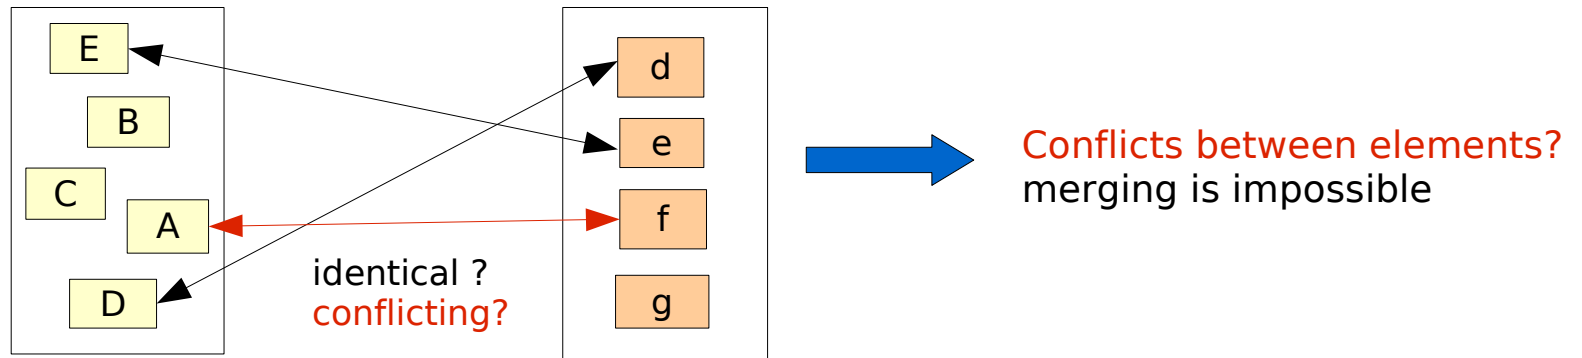 E
B
C
A
D
identical ?
conflicting?
d
e
f
g
Conflicts between elements?
merging is impossible